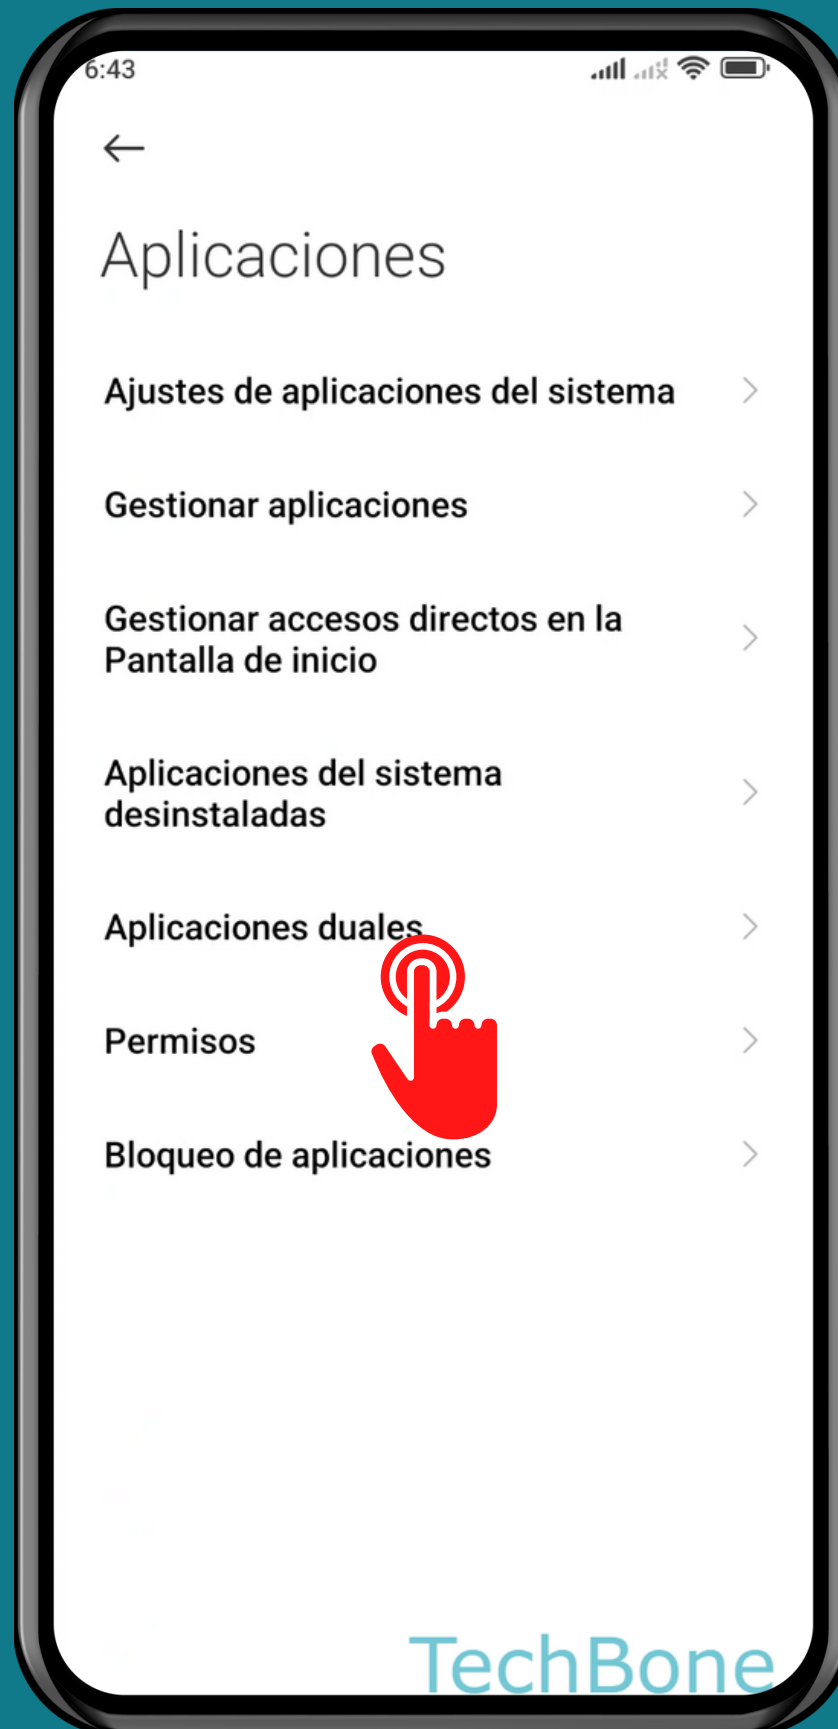 6:43
Aplicaciones
Ajustes de aplicaciones del sistema
Gestionar aplicaciones
Gestionar accesos directos en la
Pantalla de inicio
Aplicaciones del sistema
desinstaladas
Aplicaciones duales
Permisos
Bloqueo de aplicaciones
TechBone